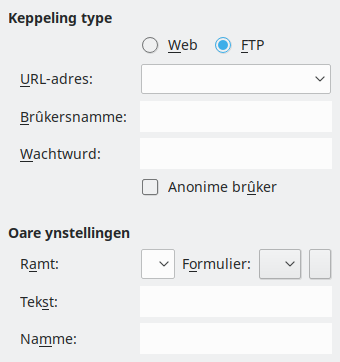 Keppeling type
Web FTP
URL-adres:
Brûkersnamme:
Wachtwurd:
Anonime brûker
Oare ynstellingen
Ramt: Formulier:
Tekst:
Namme: